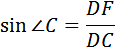 sin ∠C = DF/DC